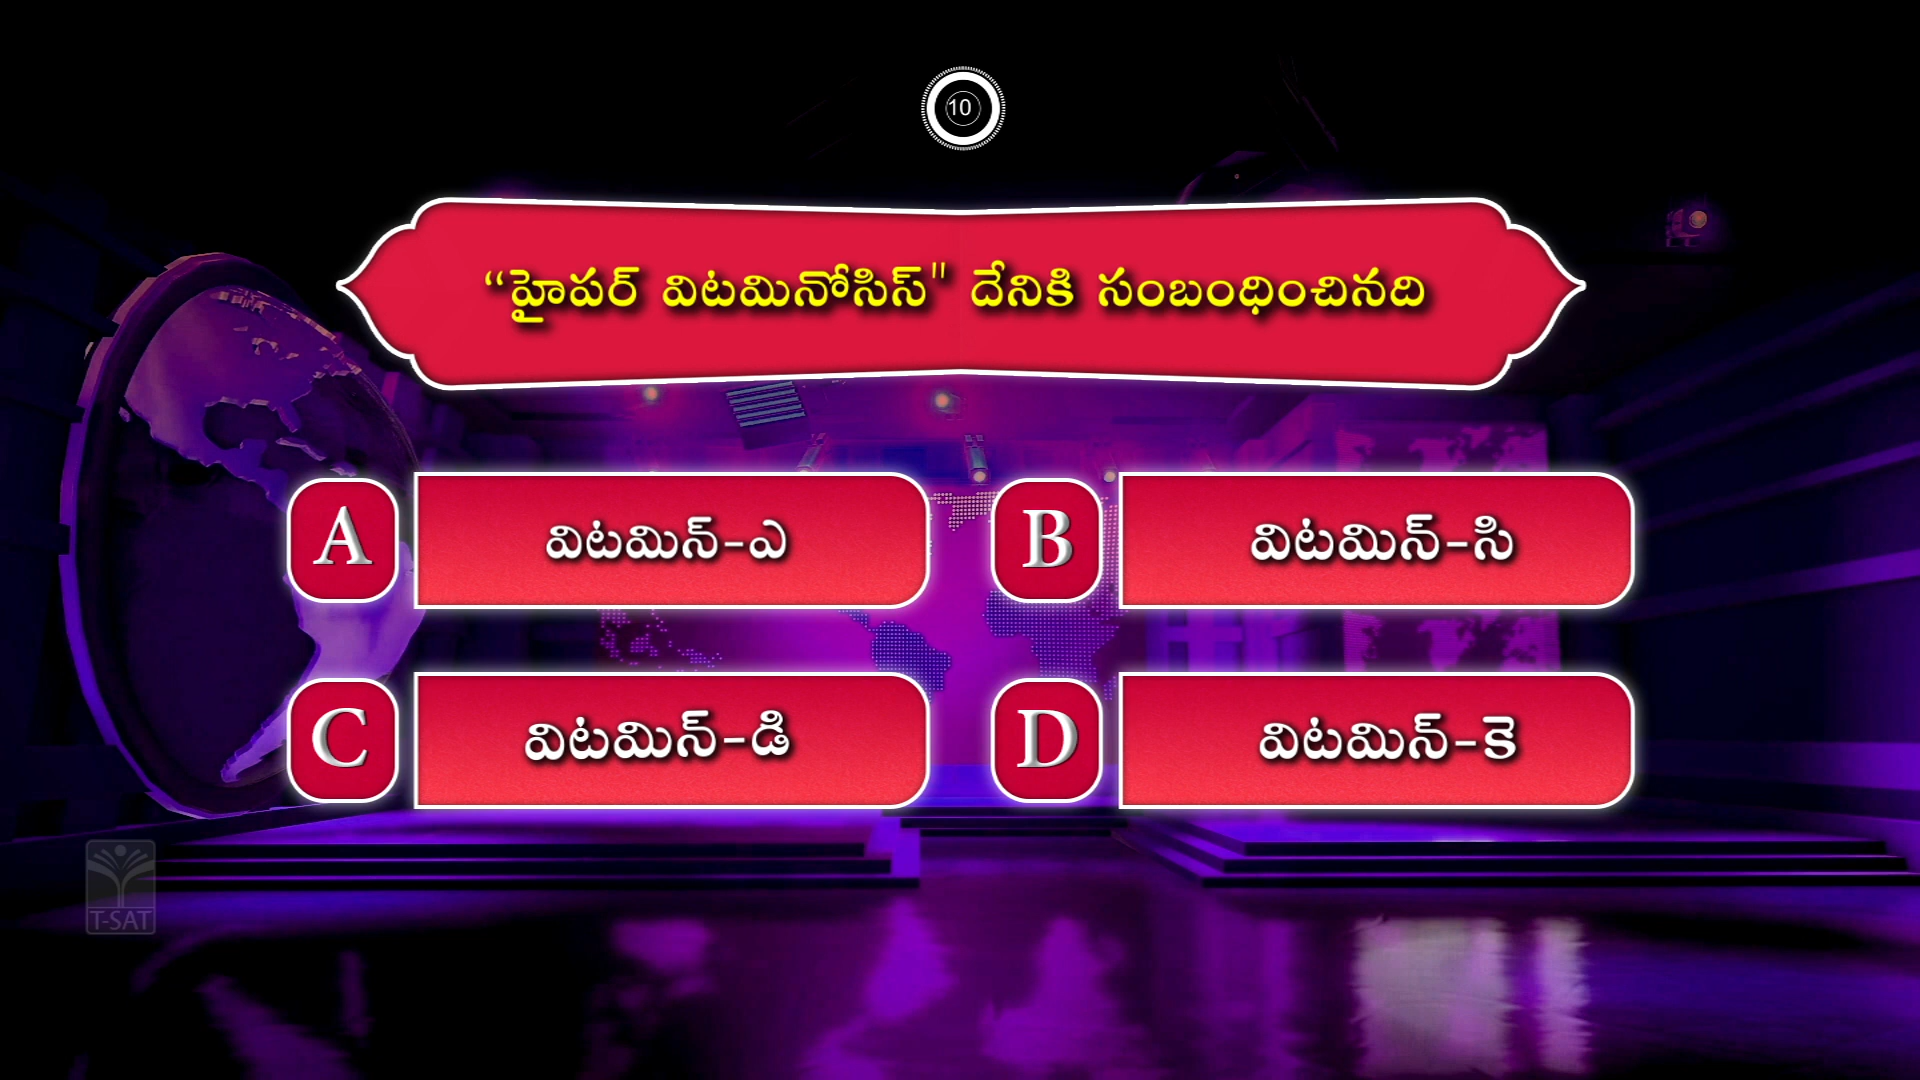 10
“హైపర్ విటమినోసిస్" దేనికి సంబంధించినది
A విటమిన్-ఎ
B విటమిన్-సి
C విటమిన్-డి
D విటమిన్-కె
T-SAT